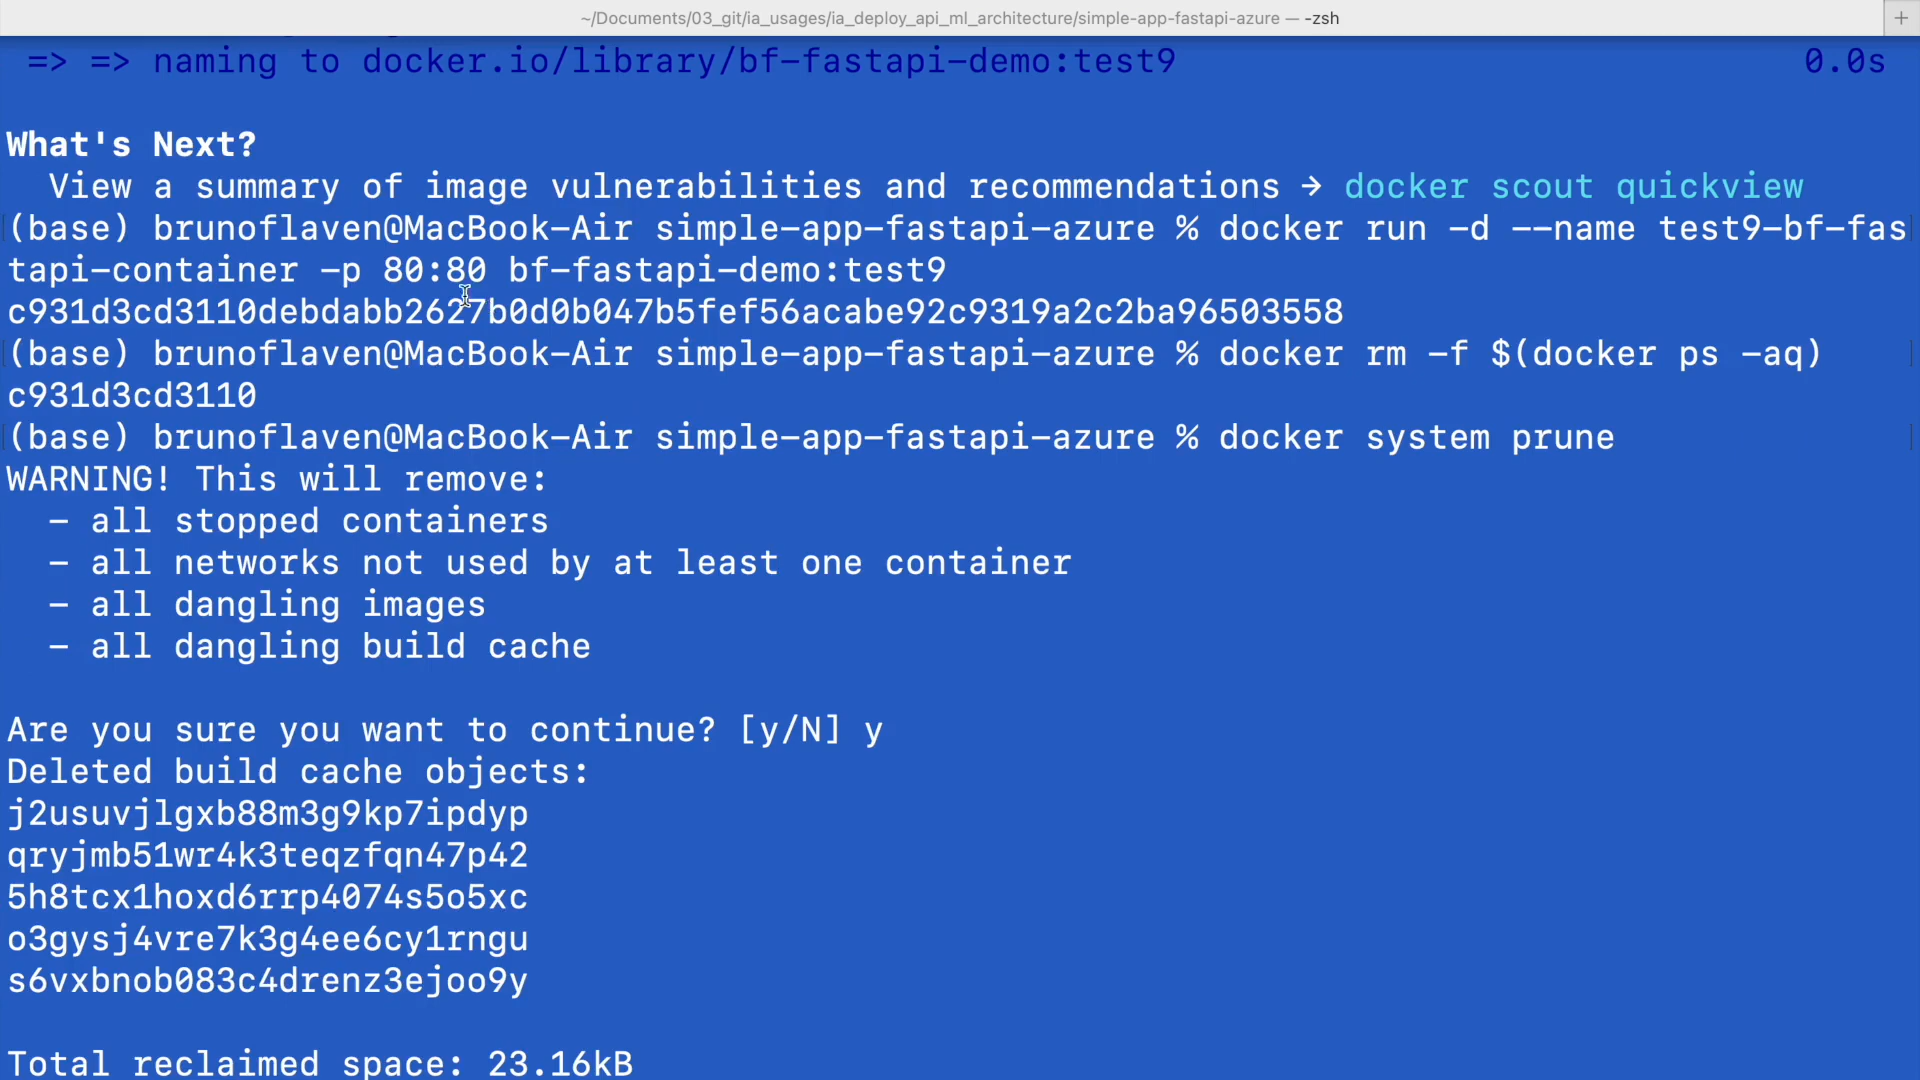 ~/Documents/03_git/ia_usages/ia_deploy_api_ml_architecture/simple-app-fastapi-azure — -zsh
=> => naming to docker.io/library/bf-fastapi-demo:test9 0.0s
What's Next?
View a summary of image vulnerabilities and recommendations → docker scout quickview
(base) brunoflaven@MacBook-Air simple-app-fastapi-azure % docker run -d --name test9-bf-fas
tapi-container -p 80:80 bf-fastapi-demo:test9
c931d3cd3110debdabb2627b0d0b047b5fef56acabe92c9319a2c2ba96503558
(base) brunoflaven@MacBook-Air simple-app-fastapi-azure % docker rm -f $(docker ps -aq)
c931d3cd3110
(base) brunoflaven@MacBook-Air simple-app-fastapi-azure % docker system prune
WARNING! This will remove:
- all stopped containers
- all networks not used by at least one container
- all dangling images
- all dangling build cache
Are you sure you want to continue? [y/N] y
Deleted build cache objects:
j2usuvjlgxb88m3g9kp7ipdyp
qryjmb51wr4k3teqzfqn47p42
5h8tcx1hoxd6rrp4074s5o5xc
o3gysj4vre7k3g4ee6cy1rngu
s6vxbnob083c4drenz3ejoo9y
Total reclaimed space: 23.16kB